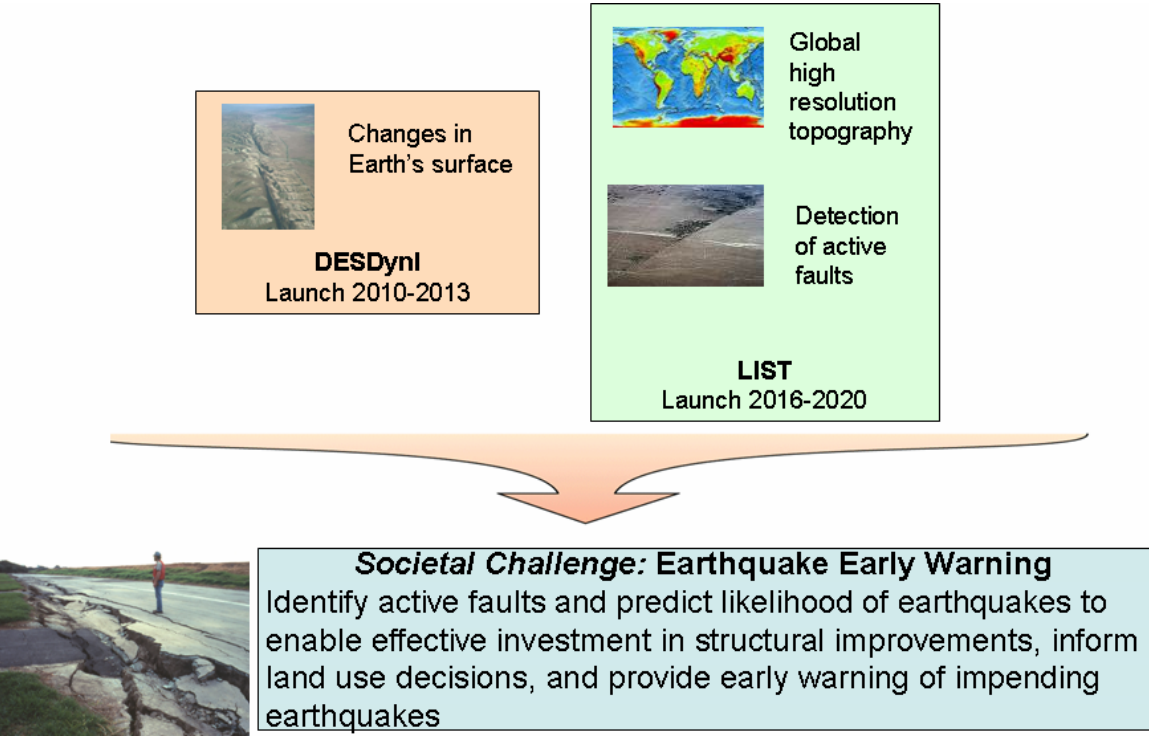 Changes in
Earth's surface
DESDynI
Launch 2010-2013
Global
high
resolution
topography
Detection
of active
faults
LIST
Launch 2016-2020
Societal Challenge: Earthquake Early Warning
Identify active faults and predict likelihood of earthquakes to
enable effective investment in structural improvements, inform
land use decisions, and provide early warning of impending
earthquakes